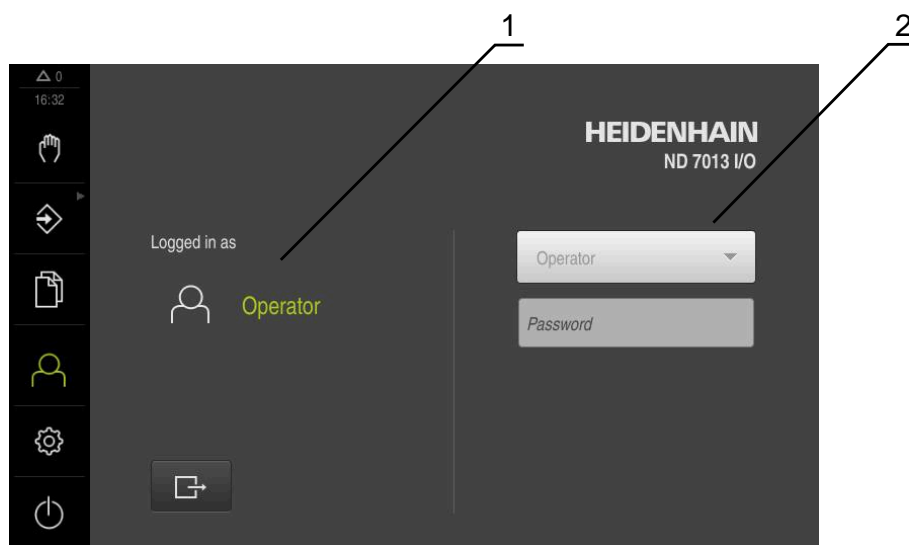 1
2
0
16:32
HEIDENHAIN
ND 7013 I/O
Logged in as
Operator
Operator
Password